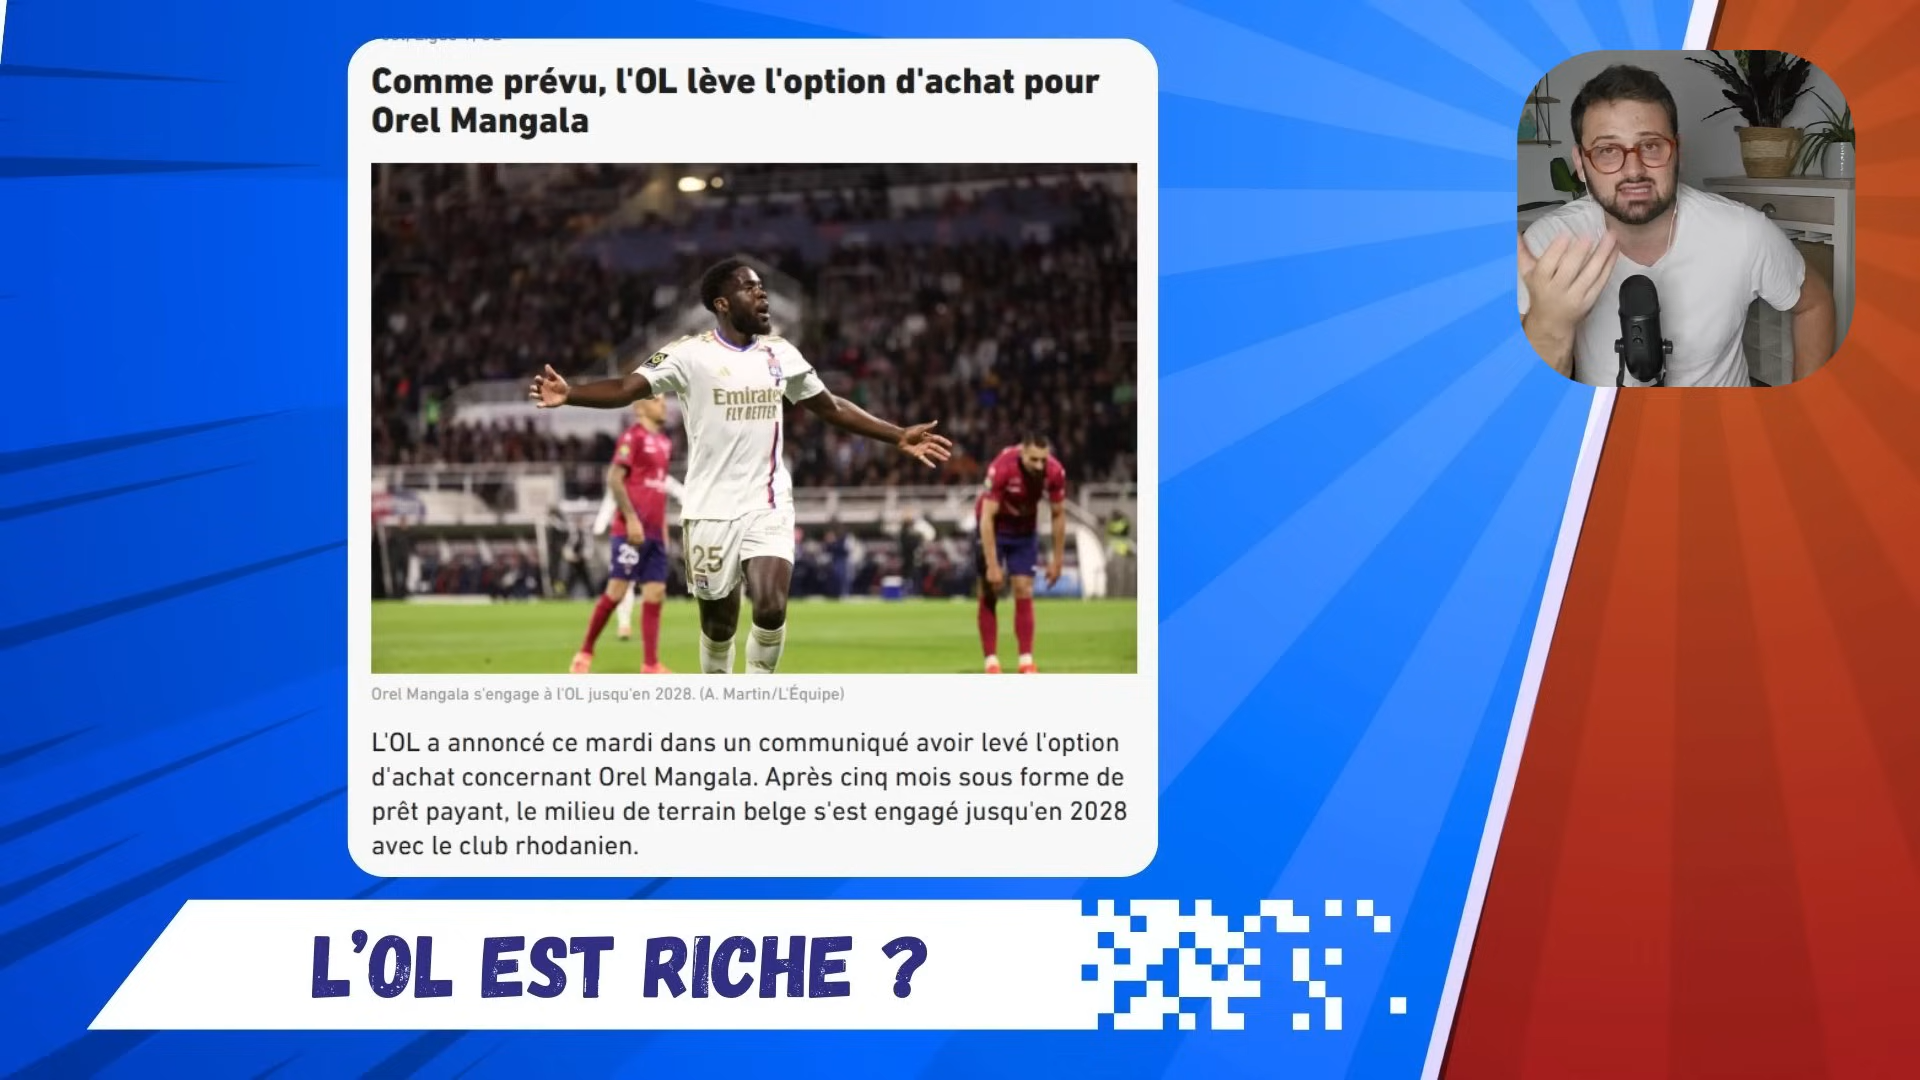 Comme prévu, l'OL lève l'option d'achat pour
Orel Mangala
Emirates
FLY BETTER
25
Orel Mangala s'engage à l'OL jusqu'en 2028. (A. Martin/L'Équipe)
L'OL a annoncé ce mardi dans un communiqué avoir levé l'option
d'achat concernant Orel Mangala. Après cinq mois sous forme de
prêt payant, le milieu de terrain belge s'est engagé jusqu'en 2028
avec le club rhodanien.
L'OL EST RICHE ?